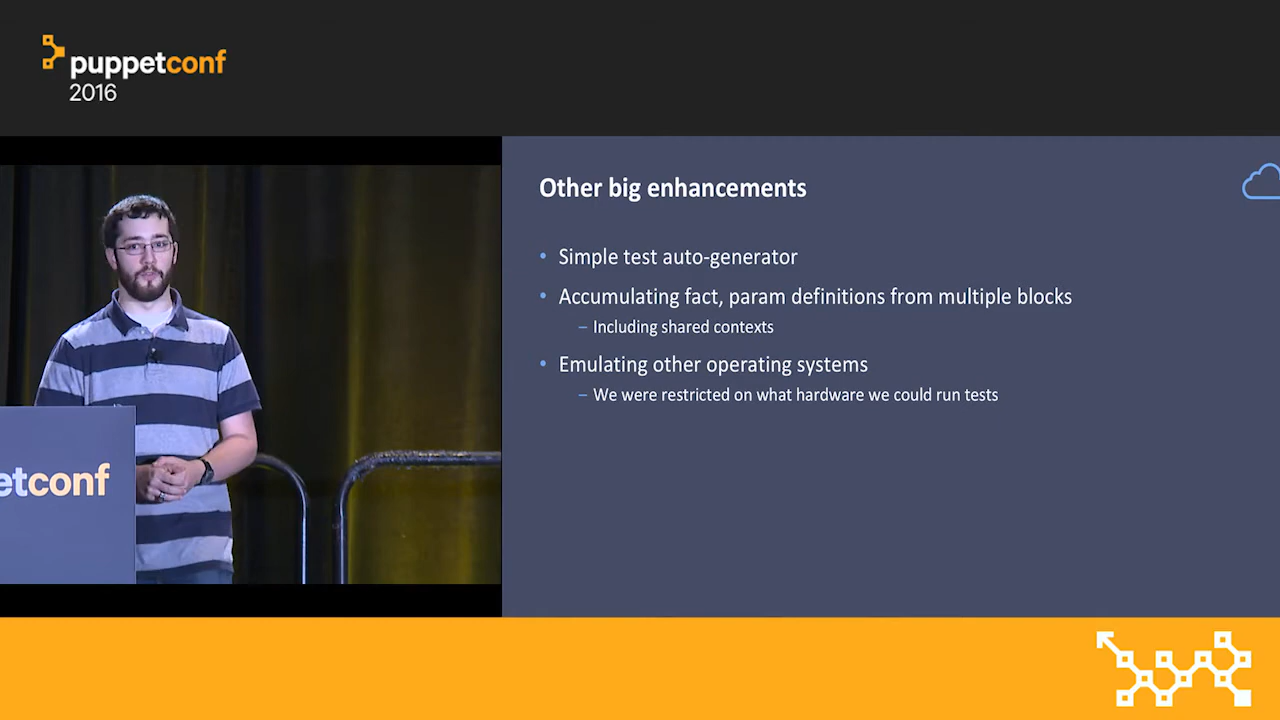 puppetconf
2016
Other big enhancements
• Simple test auto-generator
• Accumulating fact, param definitions from multiple blocks
– Including shared contexts
• Emulating other operating systems
– We were restricted on what hardware we could run tests
etconf